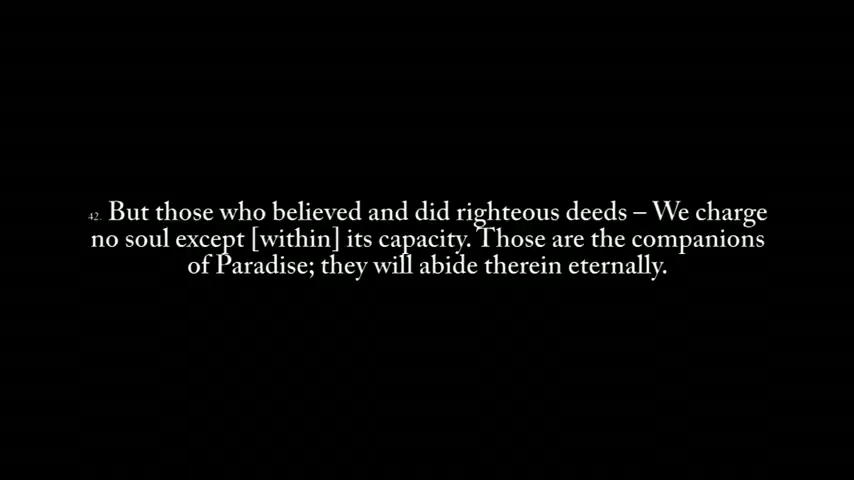 42. But those who believed and did righteous deeds – We charge
no soul except [within] its capacity. Those are the companions
of Paradise; they will abide therein eternally.